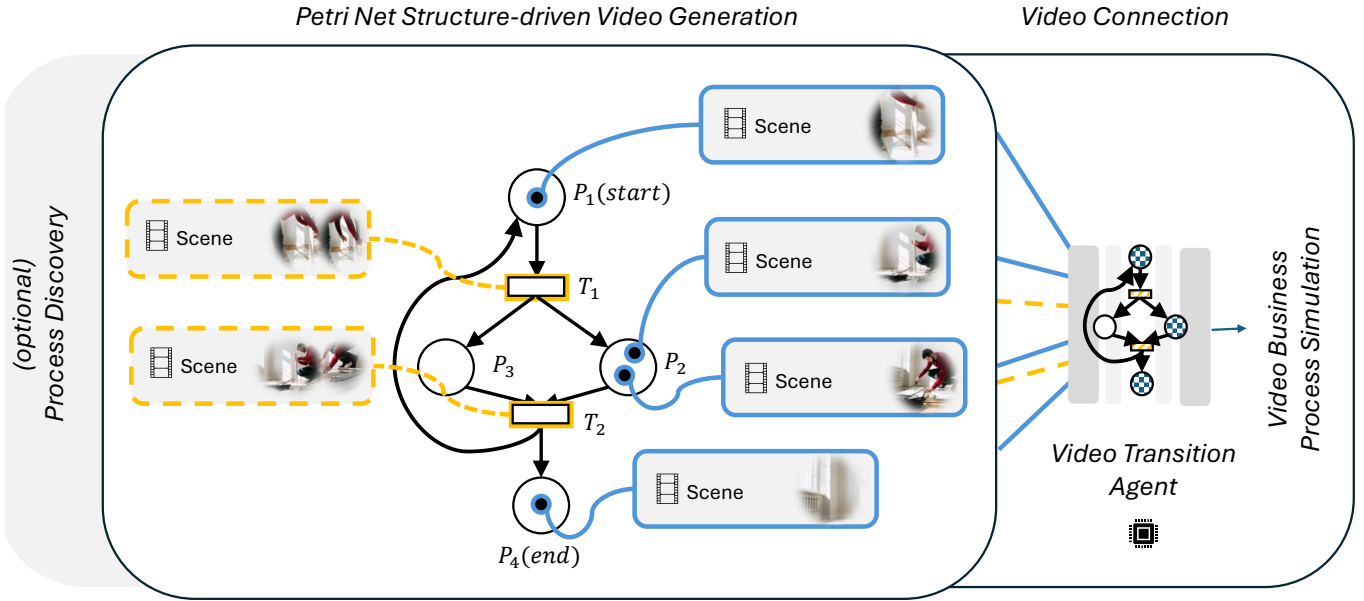 Petri Net Structure-driven Video Generation
Video Connection
(optional)
Process Discovery
Scene
P1(start)
Scene
T1
Scene
Scene
P3
P2
Scene
T2
Scene
P4(end)
Video Transition
Agent
Video Business
Process Simulation